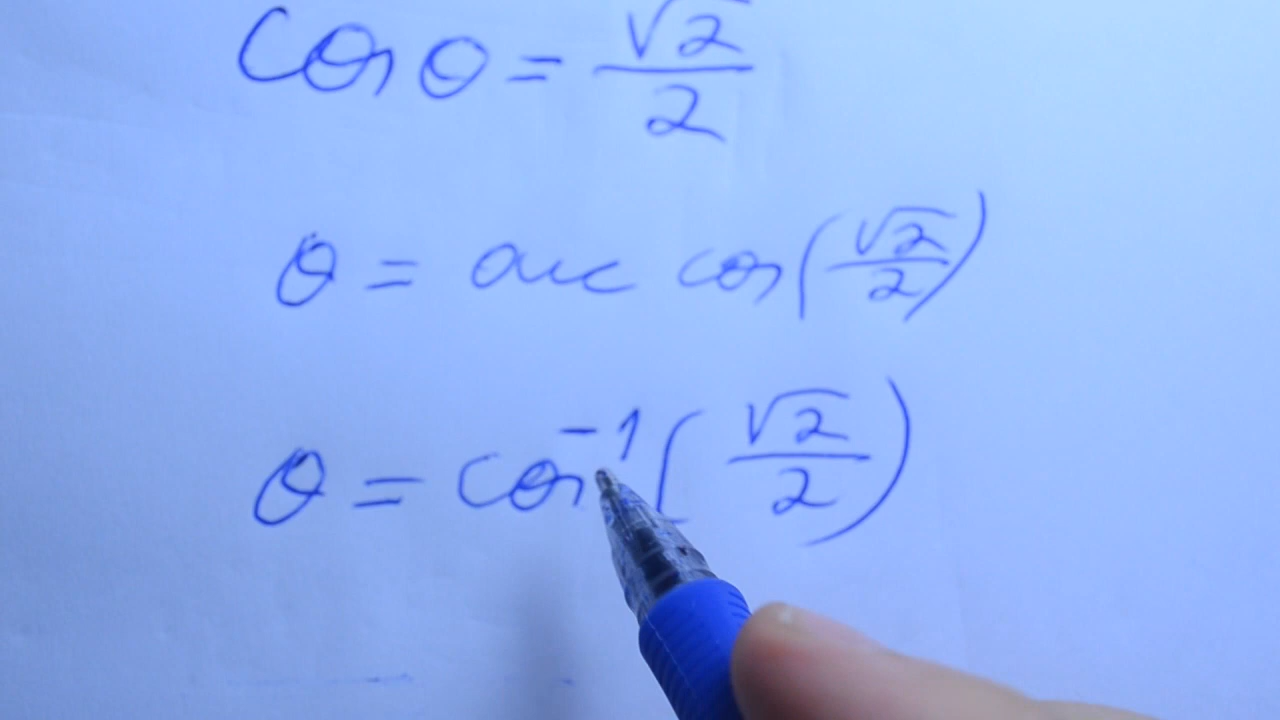 cos θ = √2/2
θ = arc cos(√2/2)
θ = cos⁻¹(√2/2)